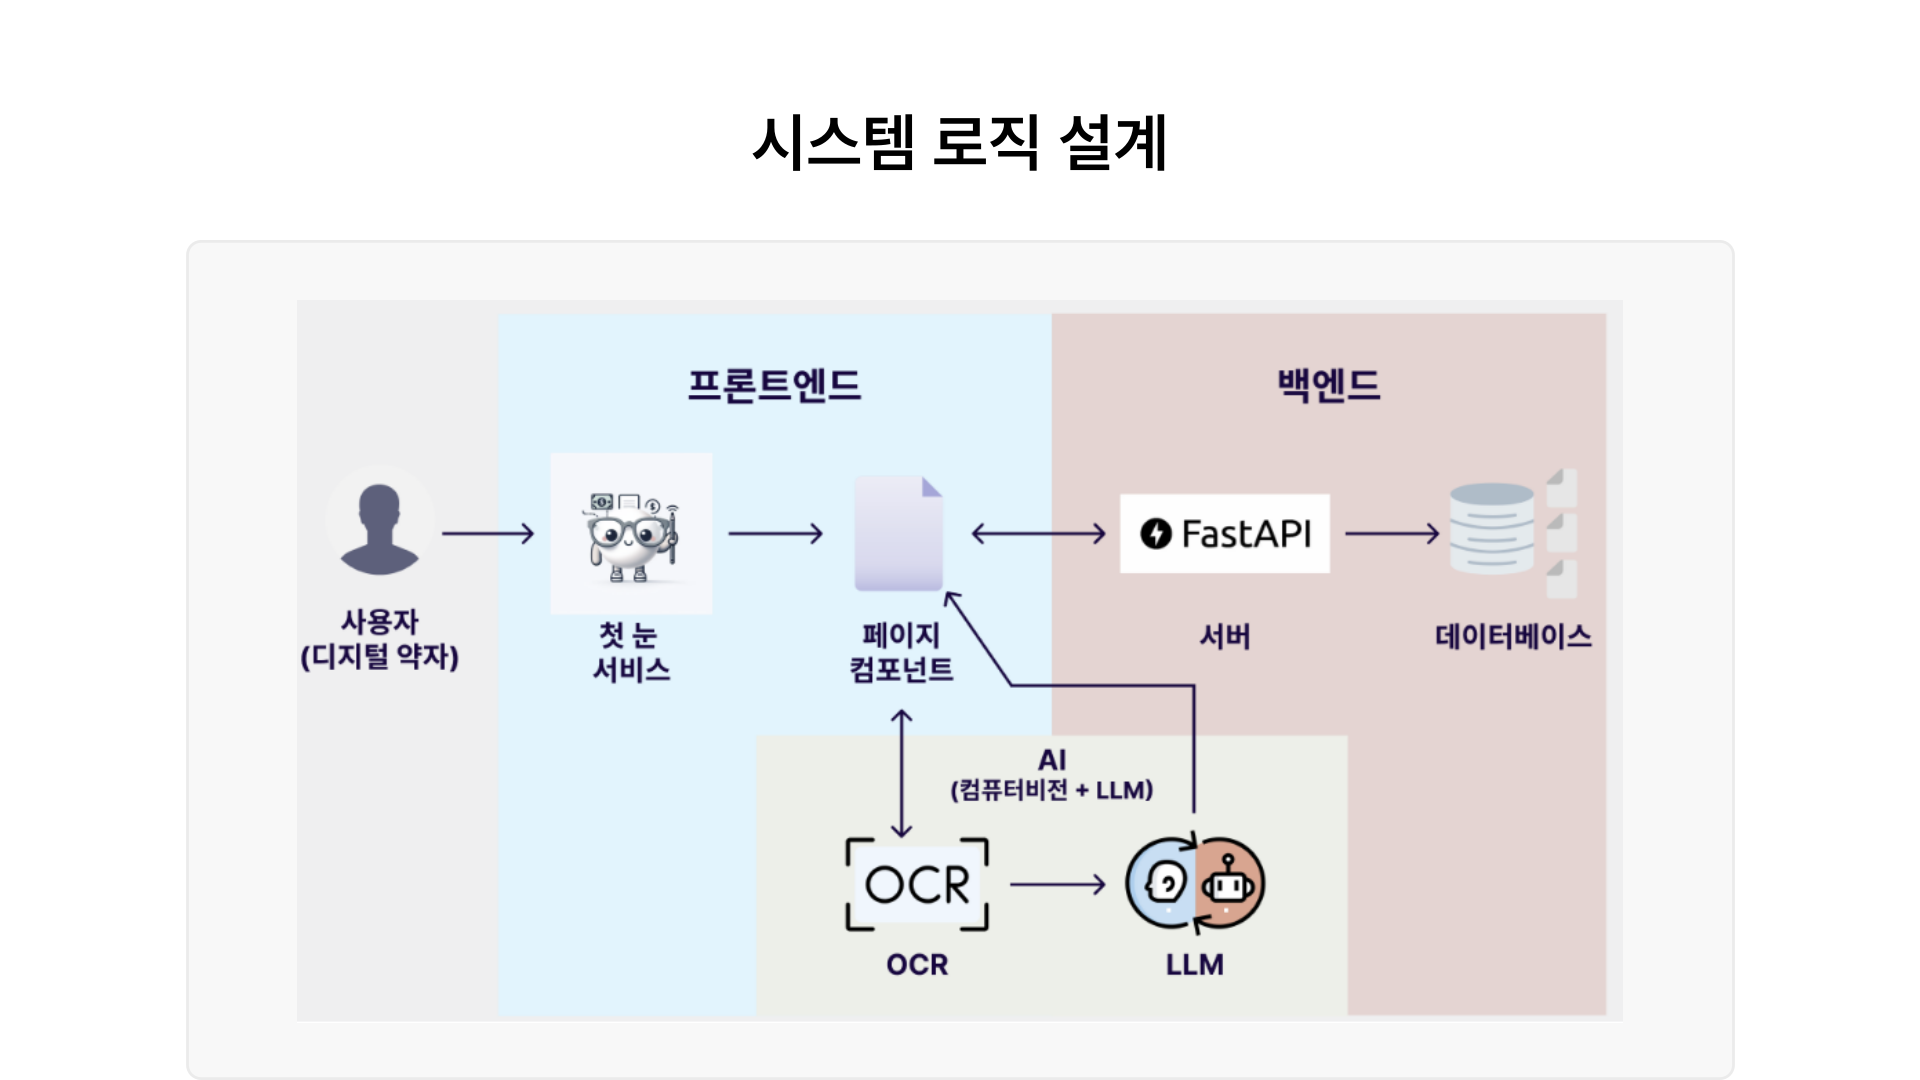 시스템 로직 설계
프론트엔드
백엔드
FastAPI
사용자
(디지털 약자)
첫 눈
서비스
페이지
컴포넌트
서버
데이터베이스
AI
(컴퓨터비전 + LLM)
OCR
OCR
LLM